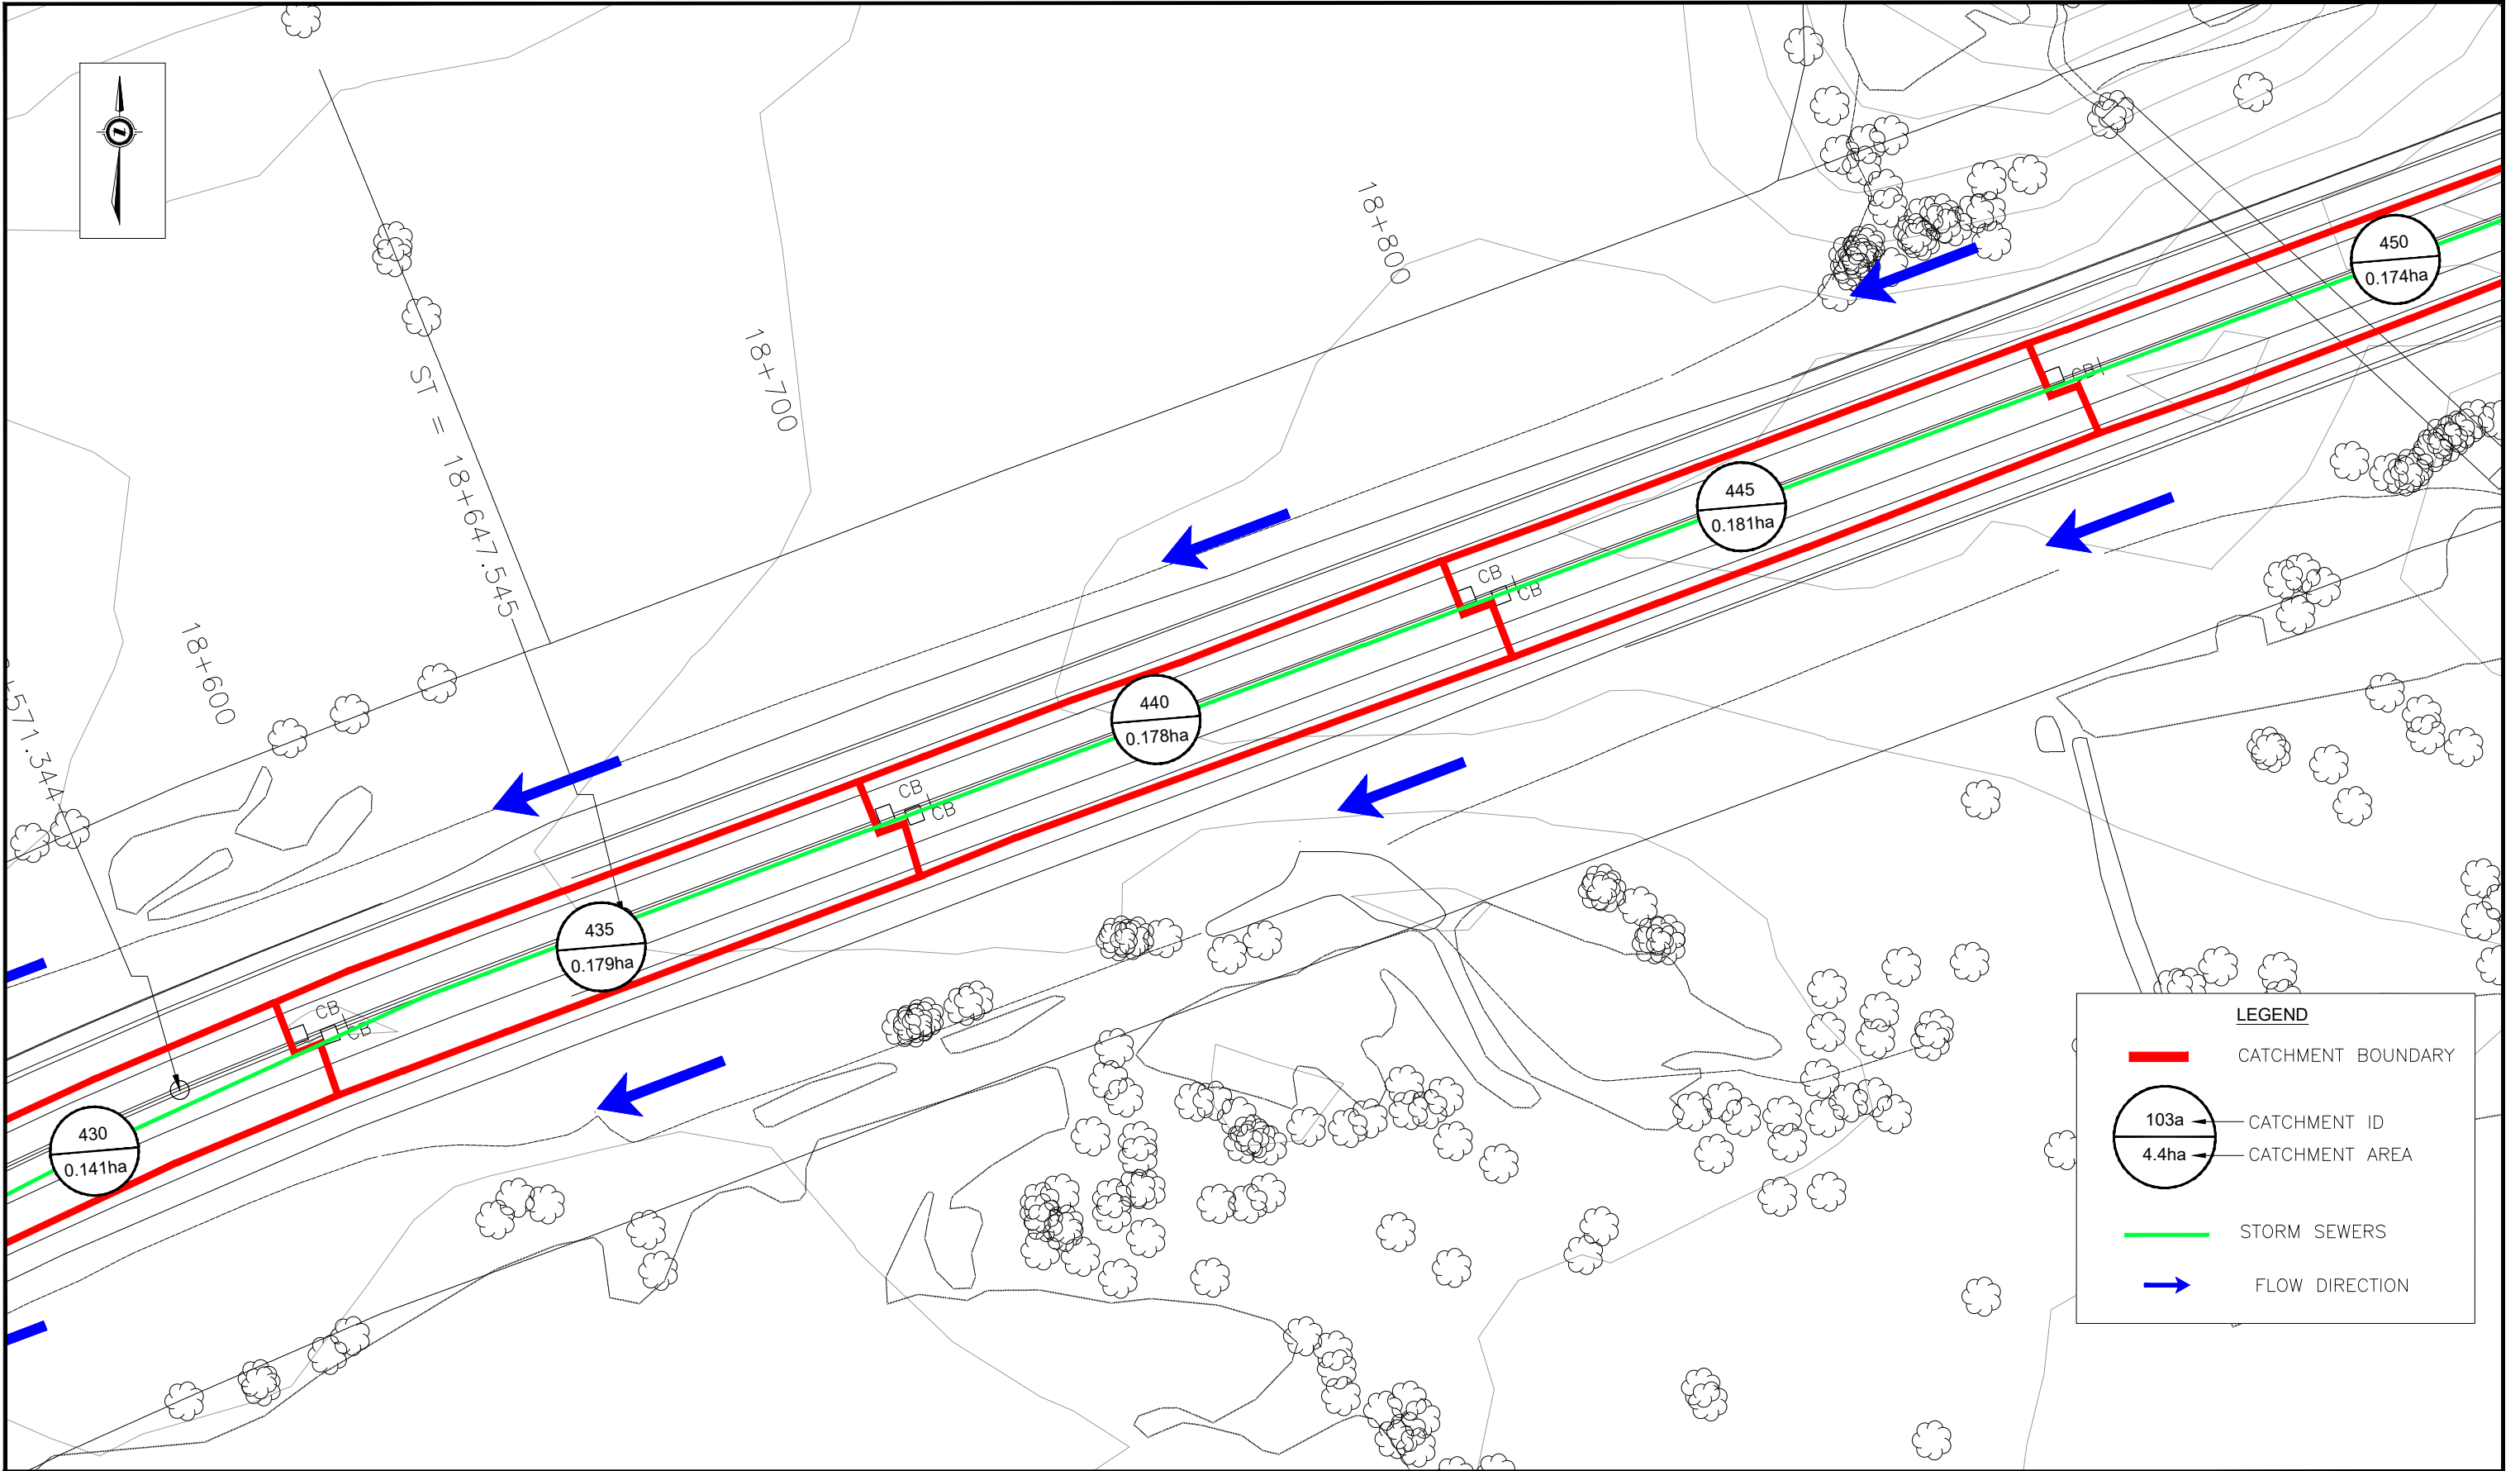 18+800
450
0.174ha
18+700
ST = 18+647.545
CB
445
0.181ha
CB
CB
18+600
571.344
440
0.178ha
CB
CB
435
0.179ha
CB
CB
430
0.141ha
LEGEND
CATCHMENT BOUNDARY
103a
CATCHMENT ID
4.4ha
CATCHMENT AREA
STORM SEWERS
FLOW DIRECTION